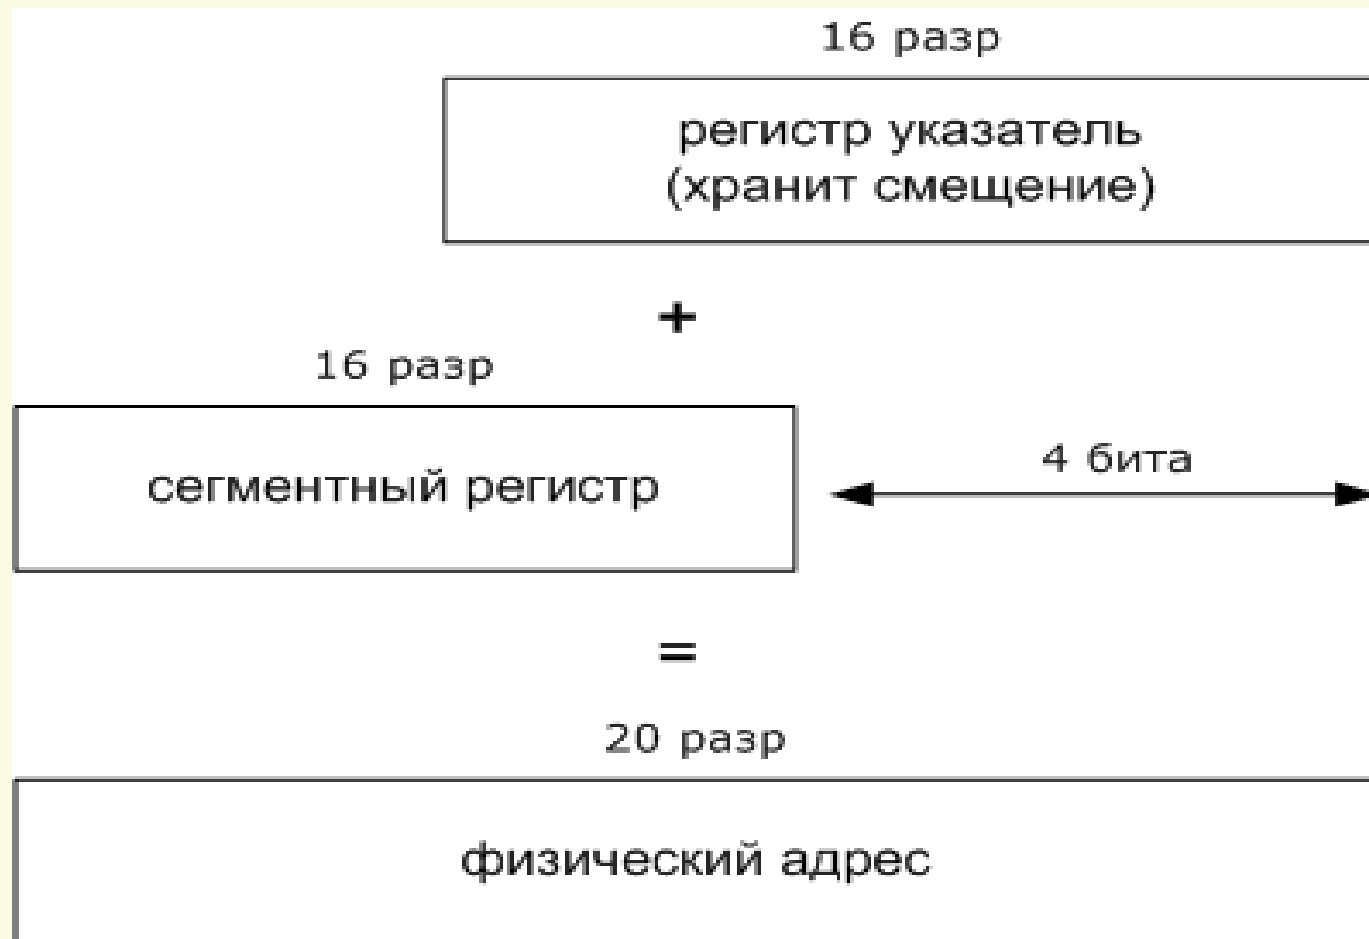 16 разр
регистр указатель
(хранит смещение)
+
16 разр
сегментный регистр
4 бита
=
20 разр
физический адрес